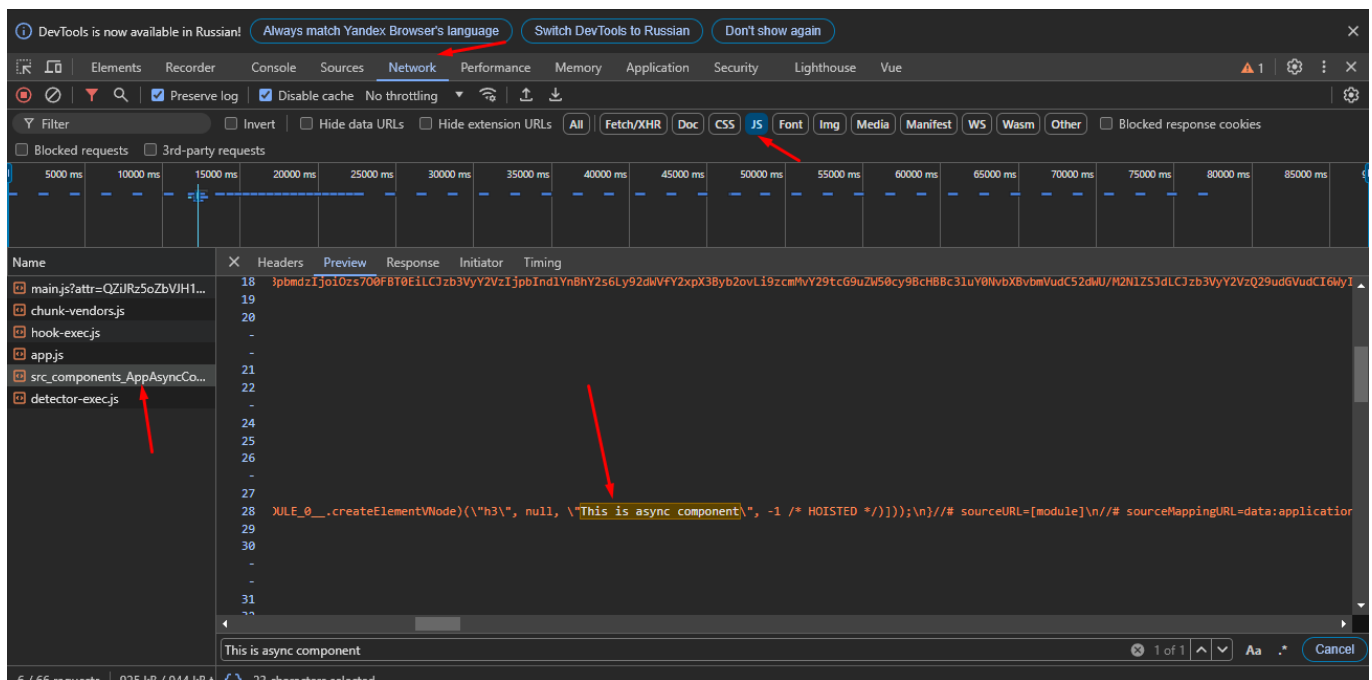 DevTools is now available in Russian! Always match Yandex Browser's language Switch DevTools to Russian Don't show again
Elements Recorder Console Sources Network Performance Memory Application Security Lighthouse Vue 1
Preserve log Disable cache No throttling
Filter Invert Hide data URLs Hide extension URLs All Fetch/XHR Doc CSS JS Font Img Media Manifest WS Wasm Other Blocked response cookies
Blocked requests 3rd-party requests
5000 ms 10000 ms 15000 ms 20000 ms 25000 ms 30000 ms 35000 ms 40000 ms 45000 ms 50000 ms 55000 ms 60000 ms 65000 ms 70000 ms 75000 ms 80000 ms 85000 ms
Name Headers Preview Response Initiator Timing
main.js?attr=QZiJRz5oZbVJH1...
chunk-vendors.js
hook-exec.js
app.js
src_components_AppAsyncCo...
detector-exec.js
18
19
20
-
-
21
22
-
24
25
26
-
27
28 )ULE_0__.createElementVNode)(\"h3\", null, \"This is async component\", -1 /* HOISTED */)]));\n}//# sourceURL=[module]\n//# sourceMappingURL=data:application
29
30
-
-
31
This is async component 1 of 1 Aa .* Cancel